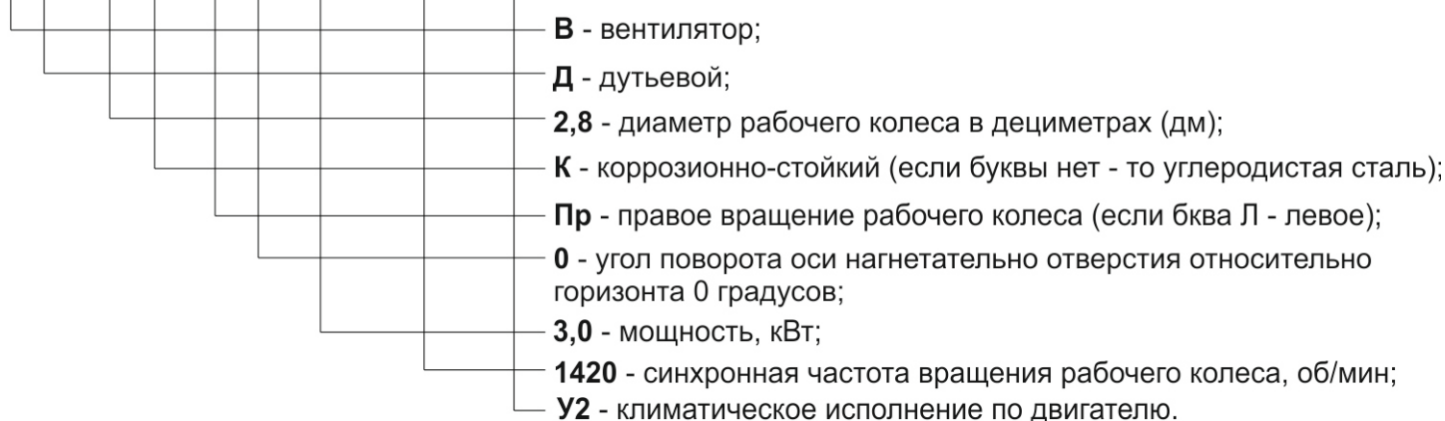 В - вентилятор;
Д - дутьевой;
2,8 - диаметр рабочего колеса в дециметрах (дм);
К - коррозионно-стойкий (если буквы нет - то углеродистая сталь);
Пр - правое вращение рабочего колеса (если бква Л - левое);
0 - угол поворота оси нагнетательно отверстия относительно
горизонта 0 градусов;
3,0 - мощность, кВт;
1420 - синхронная частота вращения рабочего колеса, об/мин;
У2 - климатическое исполнение по двигателю.